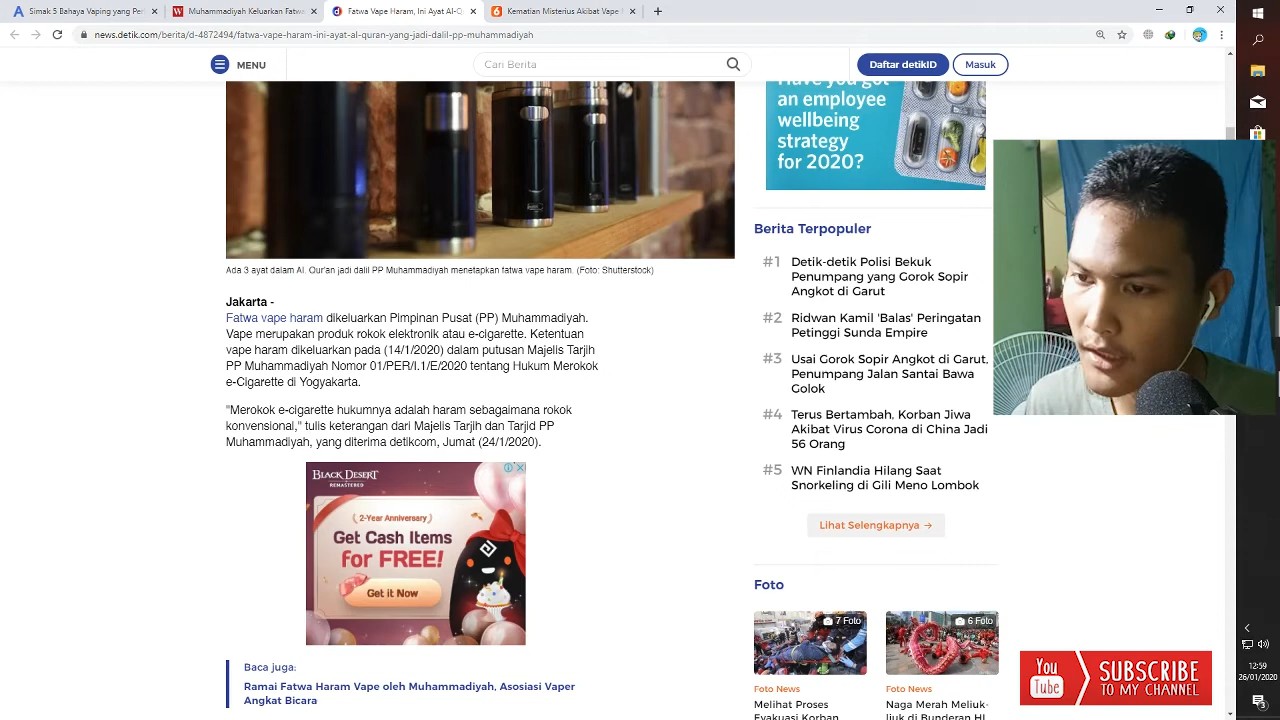 Simak 5 Bahaya Vaping yang Per
Muhammadiyah Keluarkan Fatwa
Fatwa Vape Haram, Ini Ayat Al-Q
Kematian Misterius Akibat Vape
news.detik.com/berita/d-4872494/fatwa-vape-haram-ini-ayat-al-quran-yang-jadi-dalil-pp-muhammadiyah
MENU
Cari Berita
Daftar detikID
Masuk
Have you got
an employee
wellbeing
strategy
for 2020?
Ada 3 ayat dalam Al. Qur'an jadi dalil PP Muhammadiyah menetapkan fatwa vape haram. (Foto: Shutterstock)
Jakarta -
Fatwa vape haram dikeluarkan Pimpinan Pusat (PP) Muhammadiyah.
Vape merupakan produk rokok elektronik atau e-cigarette. Ketentuan
vape haram dikeluarkan pada (14/1/2020) dalam putusan Majelis Tarjih
PP Muhammadiyah Nomor 01/PER/I.1/E/2020 tentang Hukum Merokok
e-Cigarette di Yogyakarta.
"Merokok e-cigarette hukumnya adalah haram sebagaimana rokok
konvensional," tulis keterangan dari Majelis Tarjih dan Tarjid PP
Muhammadiyah, yang diterima detikcom, Jumat (24/1/2020).
BLACK DESERT
REMASTERED
2-Year Anniversary
Get Cash Items
for FREE!
Get it Now
Baca juga:
Ramai Fatwa Haram Vape oleh Muhammadiyah, Asosiasi Vaper
Angkat Bicara
Berita Terpopuler
#1 Detik-detik Polisi Bekuk
Penumpang yang Gorok Sopir
Angkot di Garut
#2 Ridwan Kamil 'Balas' Peringatan
Petinggi Sunda Empire
#3 Usai Gorok Sopir Angkot di Garut,
Penumpang Jalan Santai Bawa
Golok
#4 Terus Bertambah, Korban Jiwa
Akibat Virus Corona di China Jadi
56 Orang
#5 WN Finlandia Hilang Saat
Snorkeling di Gili Meno Lombok
Lihat Selengkapnya →
Foto
7 Foto
6 Foto
Foto News
Melihat Proses
Evakuasi Korban
Foto News
Naga Merah Meliuk-
liuk di Bunderan HI
You
Tube
SUBSCRIBE
TO MY CHANNEL
12:59
26/01/2020